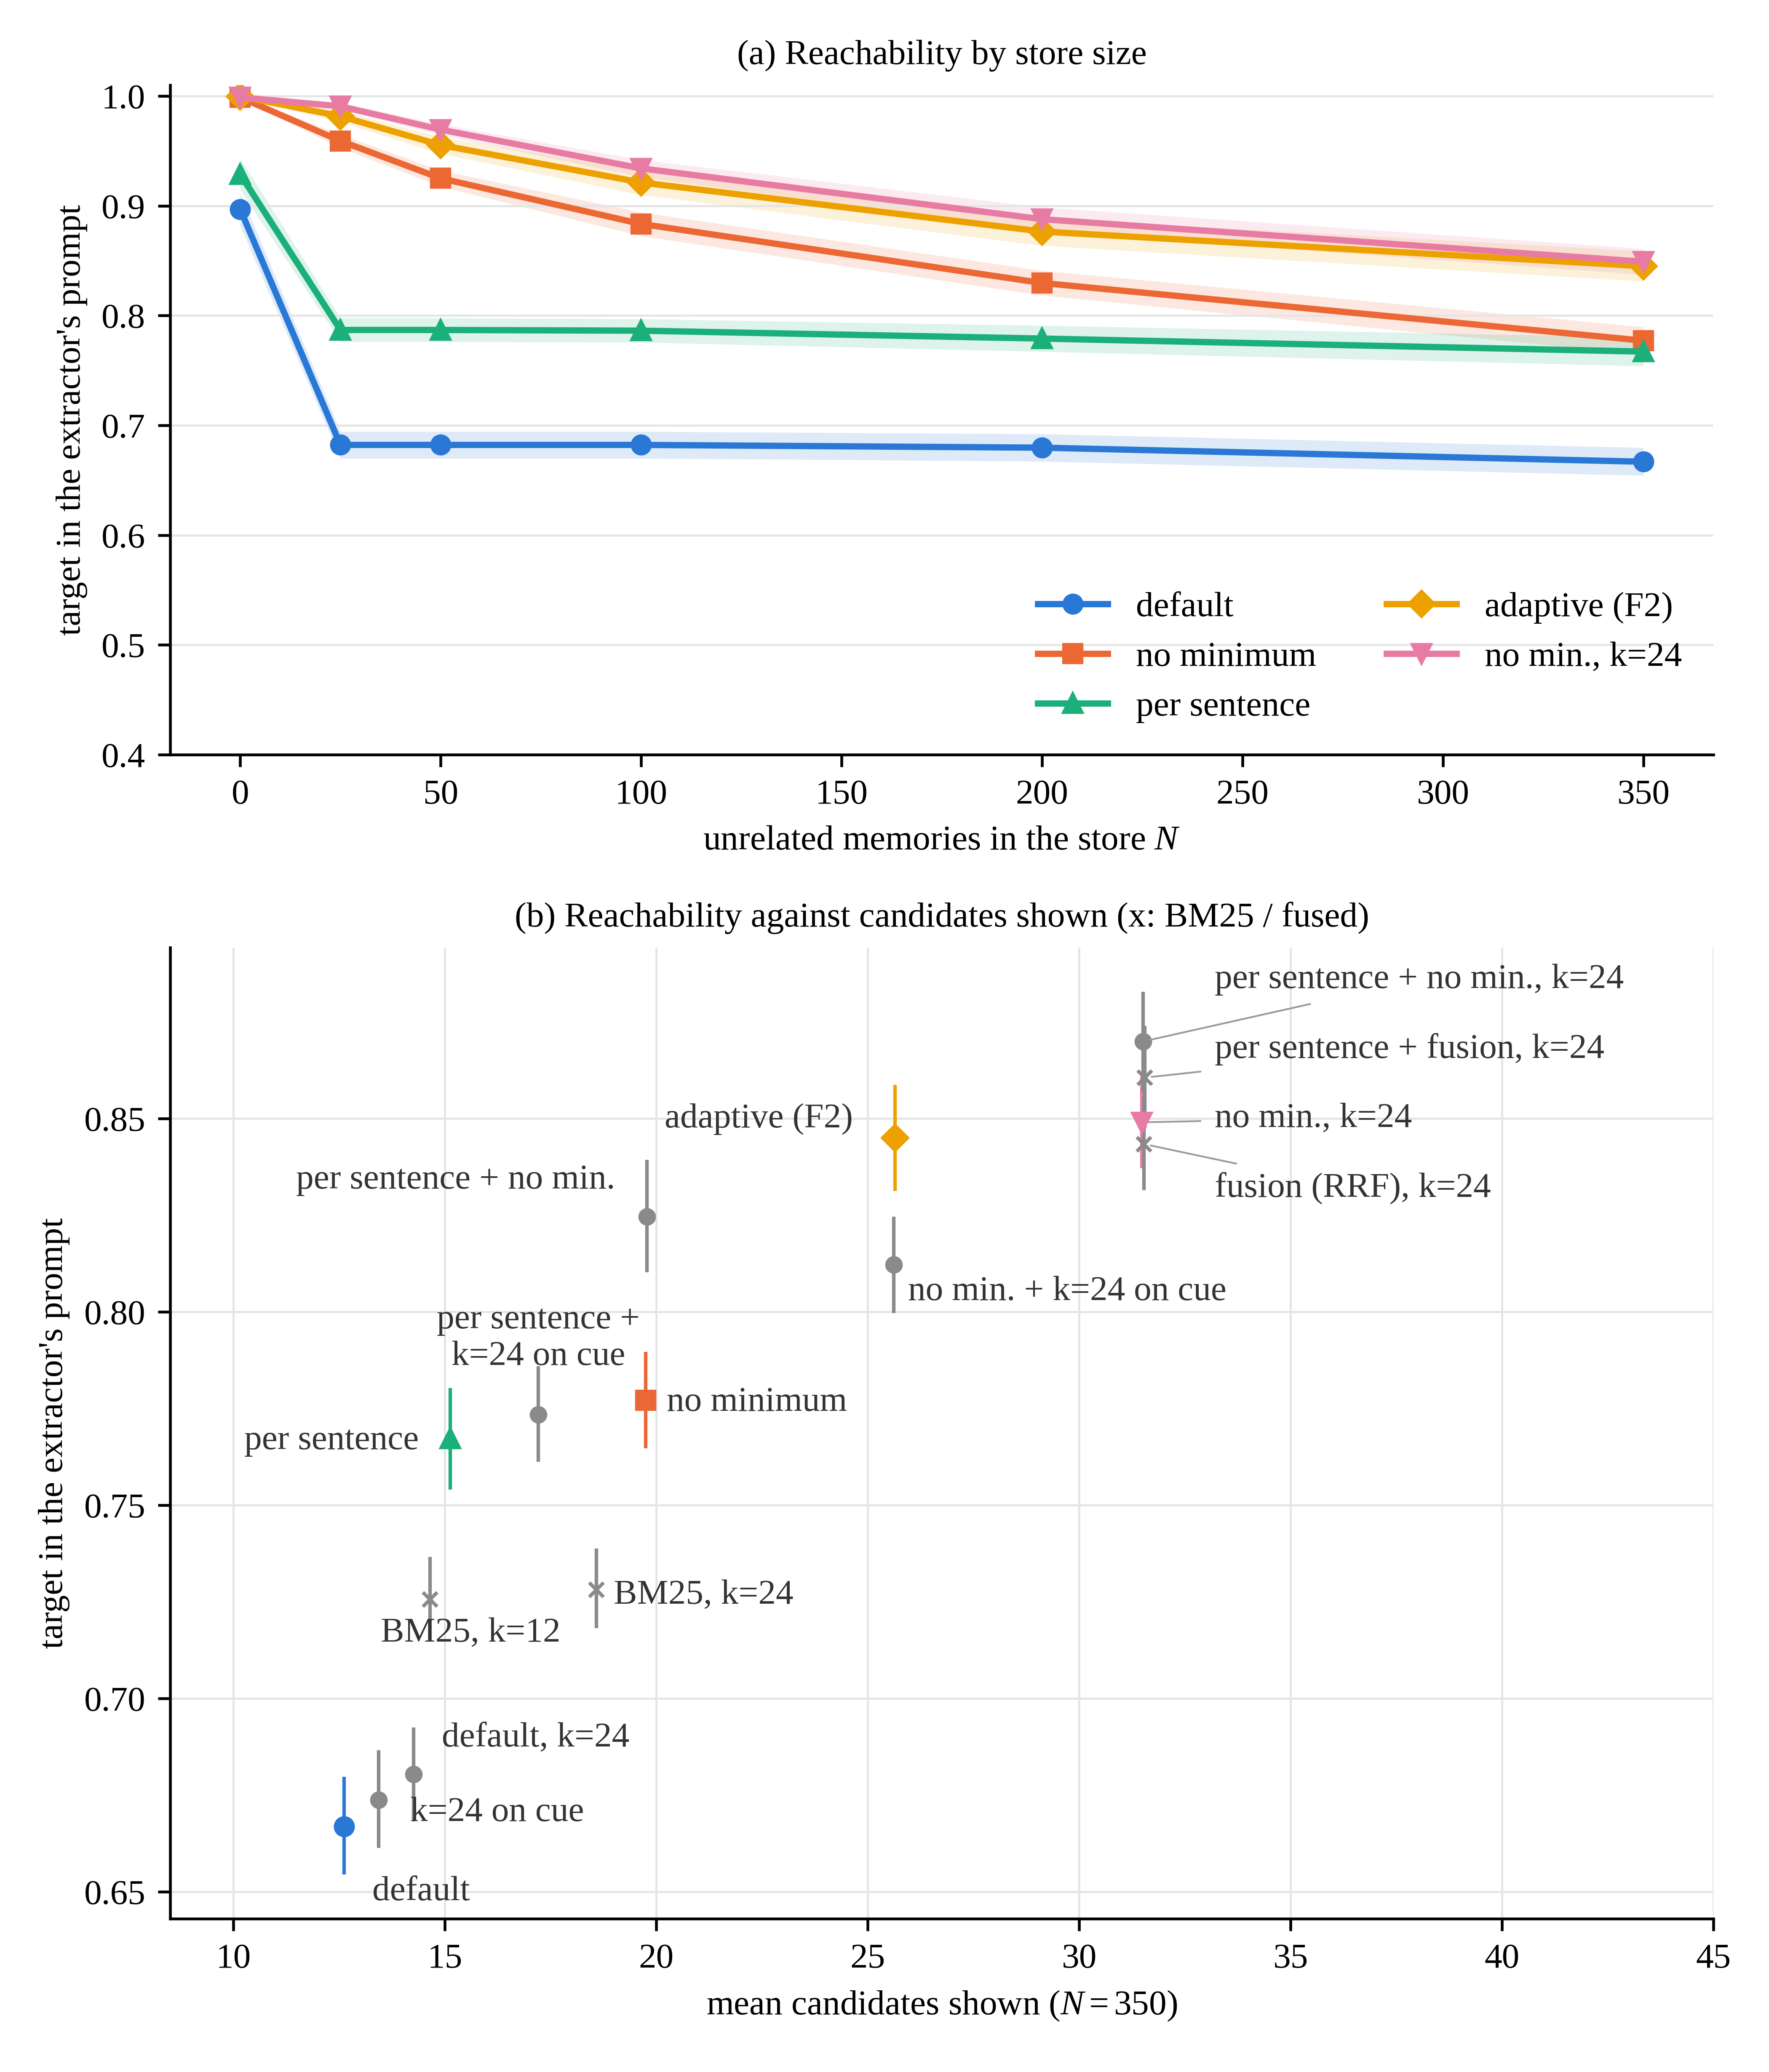 (a) Reachability by store size
1.0
0.9
0.8
0.7
0.6
0.5
0.4
target in the extractor's prompt
default
no minimum
per sentence
adaptive (F2)
no min., k=24
0 50 100 150 200 250 300 350
unrelated memories in the store N
(b) Reachability against candidates shown (x: BM25 / fused)
per sentence + no min., k=24
per sentence + fusion, k=24
no min., k=24
fusion (RRF), k=24
adaptive (F2)
per sentence + no min.
no min. + k=24 on cue
per sentence +
k=24 on cue
no minimum
per sentence
BM25, k=24
BM25, k=12
default, k=24
k=24 on cue
default
0.85
0.80
0.75
0.70
0.65
target in the extractor's prompt
10 15 20 25 30 35 40 45
mean candidates shown (N = 350)